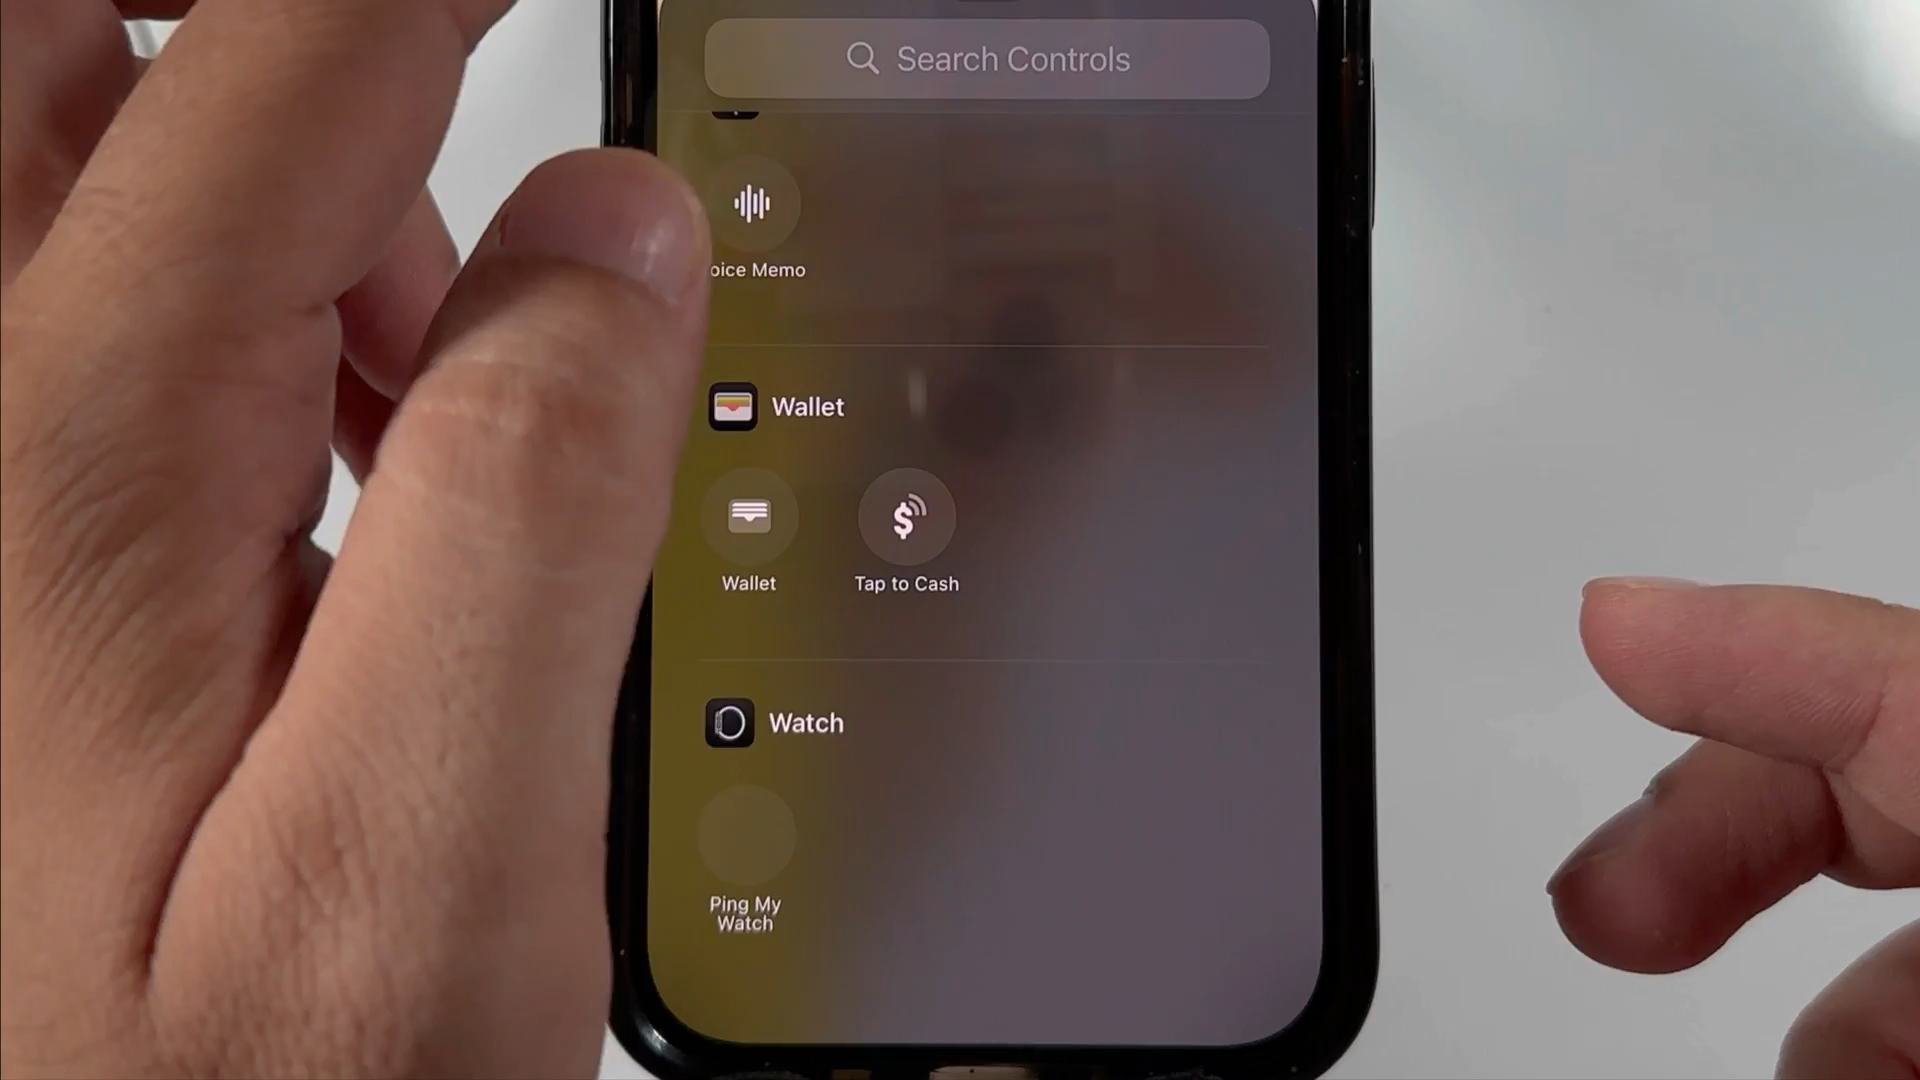 Search Controls
oice Memo
Wallet
Wallet
Tap to Cash
Watch
Ping My
Watch